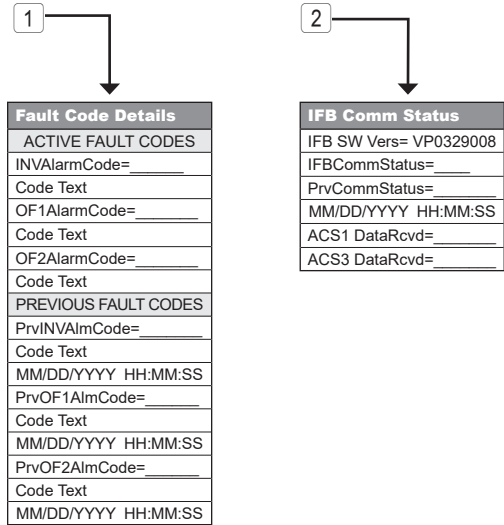 1
Fault Code Details
ACTIVE FAULT CODES
INVAlarmCode=______
Code Text
OF1AlarmCode=_______
Code Text
OF2AlarmCode=_______
Code Text
PREVIOUS FAULT CODES
PrvINVAlmCode=_______
Code Text
MM/DD/YYYY HH:MM:SS
PrvOF1AlmCode=______
Code Text
MM/DD/YYYY HH:MM:SS
PrvOF2AlmCode=______
Code Text
MM/DD/YYYY HH:MM:SS
2
IFB Comm Status
IFB SW Vers= VP0329008
IFBCommStatus=____
PrvCommStatus=_______
MM/DD/YYYY HH:MM:SS
ACS1 DataRcvd=_______
ACS3 DataRcvd=_______